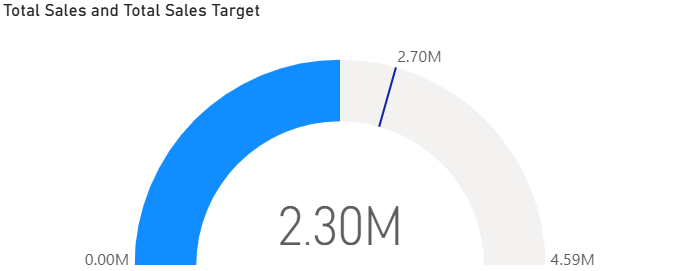 Total Sales and Total Sales Target
2.70M
2.30M
0.00M
4.59M